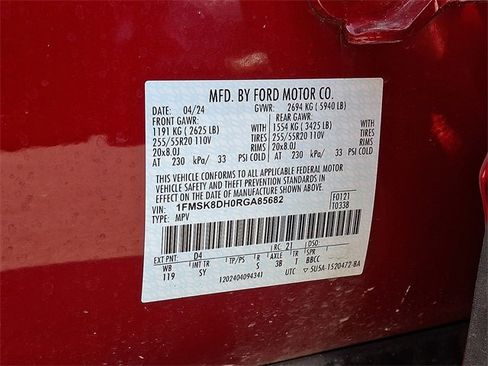 MFD. BY FORD MOTOR CO.
DATE: 04/24 GVWR: 2694 KG ( 5940 LB)
FRONT GAWR: REAR GAWR:
1191 KG ( 2625 LB) WITH 1554 KG ( 3425 LB) WITH
255/55R20 110V TIRES 255/55R20 110V TIRES
20x8.0J RIMS 20x8.0J RIMS
AT 230 kPa/ 33 PSI COLD AT 230 kPa/ 33 PSI COLD
THIS VEHICLE CONFORMS TO ALL APPLICABLE FEDERAL MOTOR
VEHICLE SAFETY AND THEFT PREVENTION STANDARDS IN
EFFECT ON THE DATE OF MANUFACTURE SHOWN ABOVE.
VIN: 1FMSK8DH0RGA85682 F0121
TYPE: MPV T0338
EXT PNT: D4 RC: 21 DSO:
WB INT TR TP/PS R AXLE TR SPR
119 SY S 3B T BBCC
1202404094341 UTC ▽ SU5A-1520472-BA